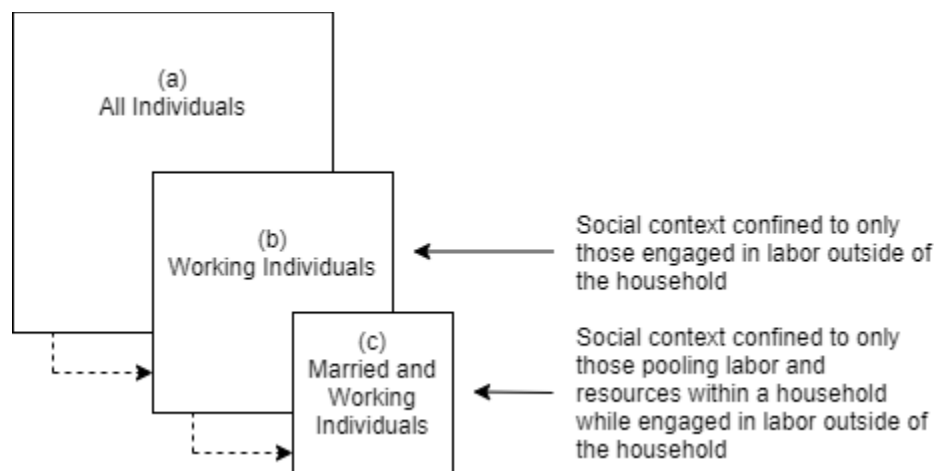 (a)
All Individuals
(b)
Working Individuals
Social context confined to only
those engaged in labor outside of
the household
(c)
Married and
Working
Individuals
Social context confined to only
those pooling labor and
resources within a household
while engaged in labor outside of
the household